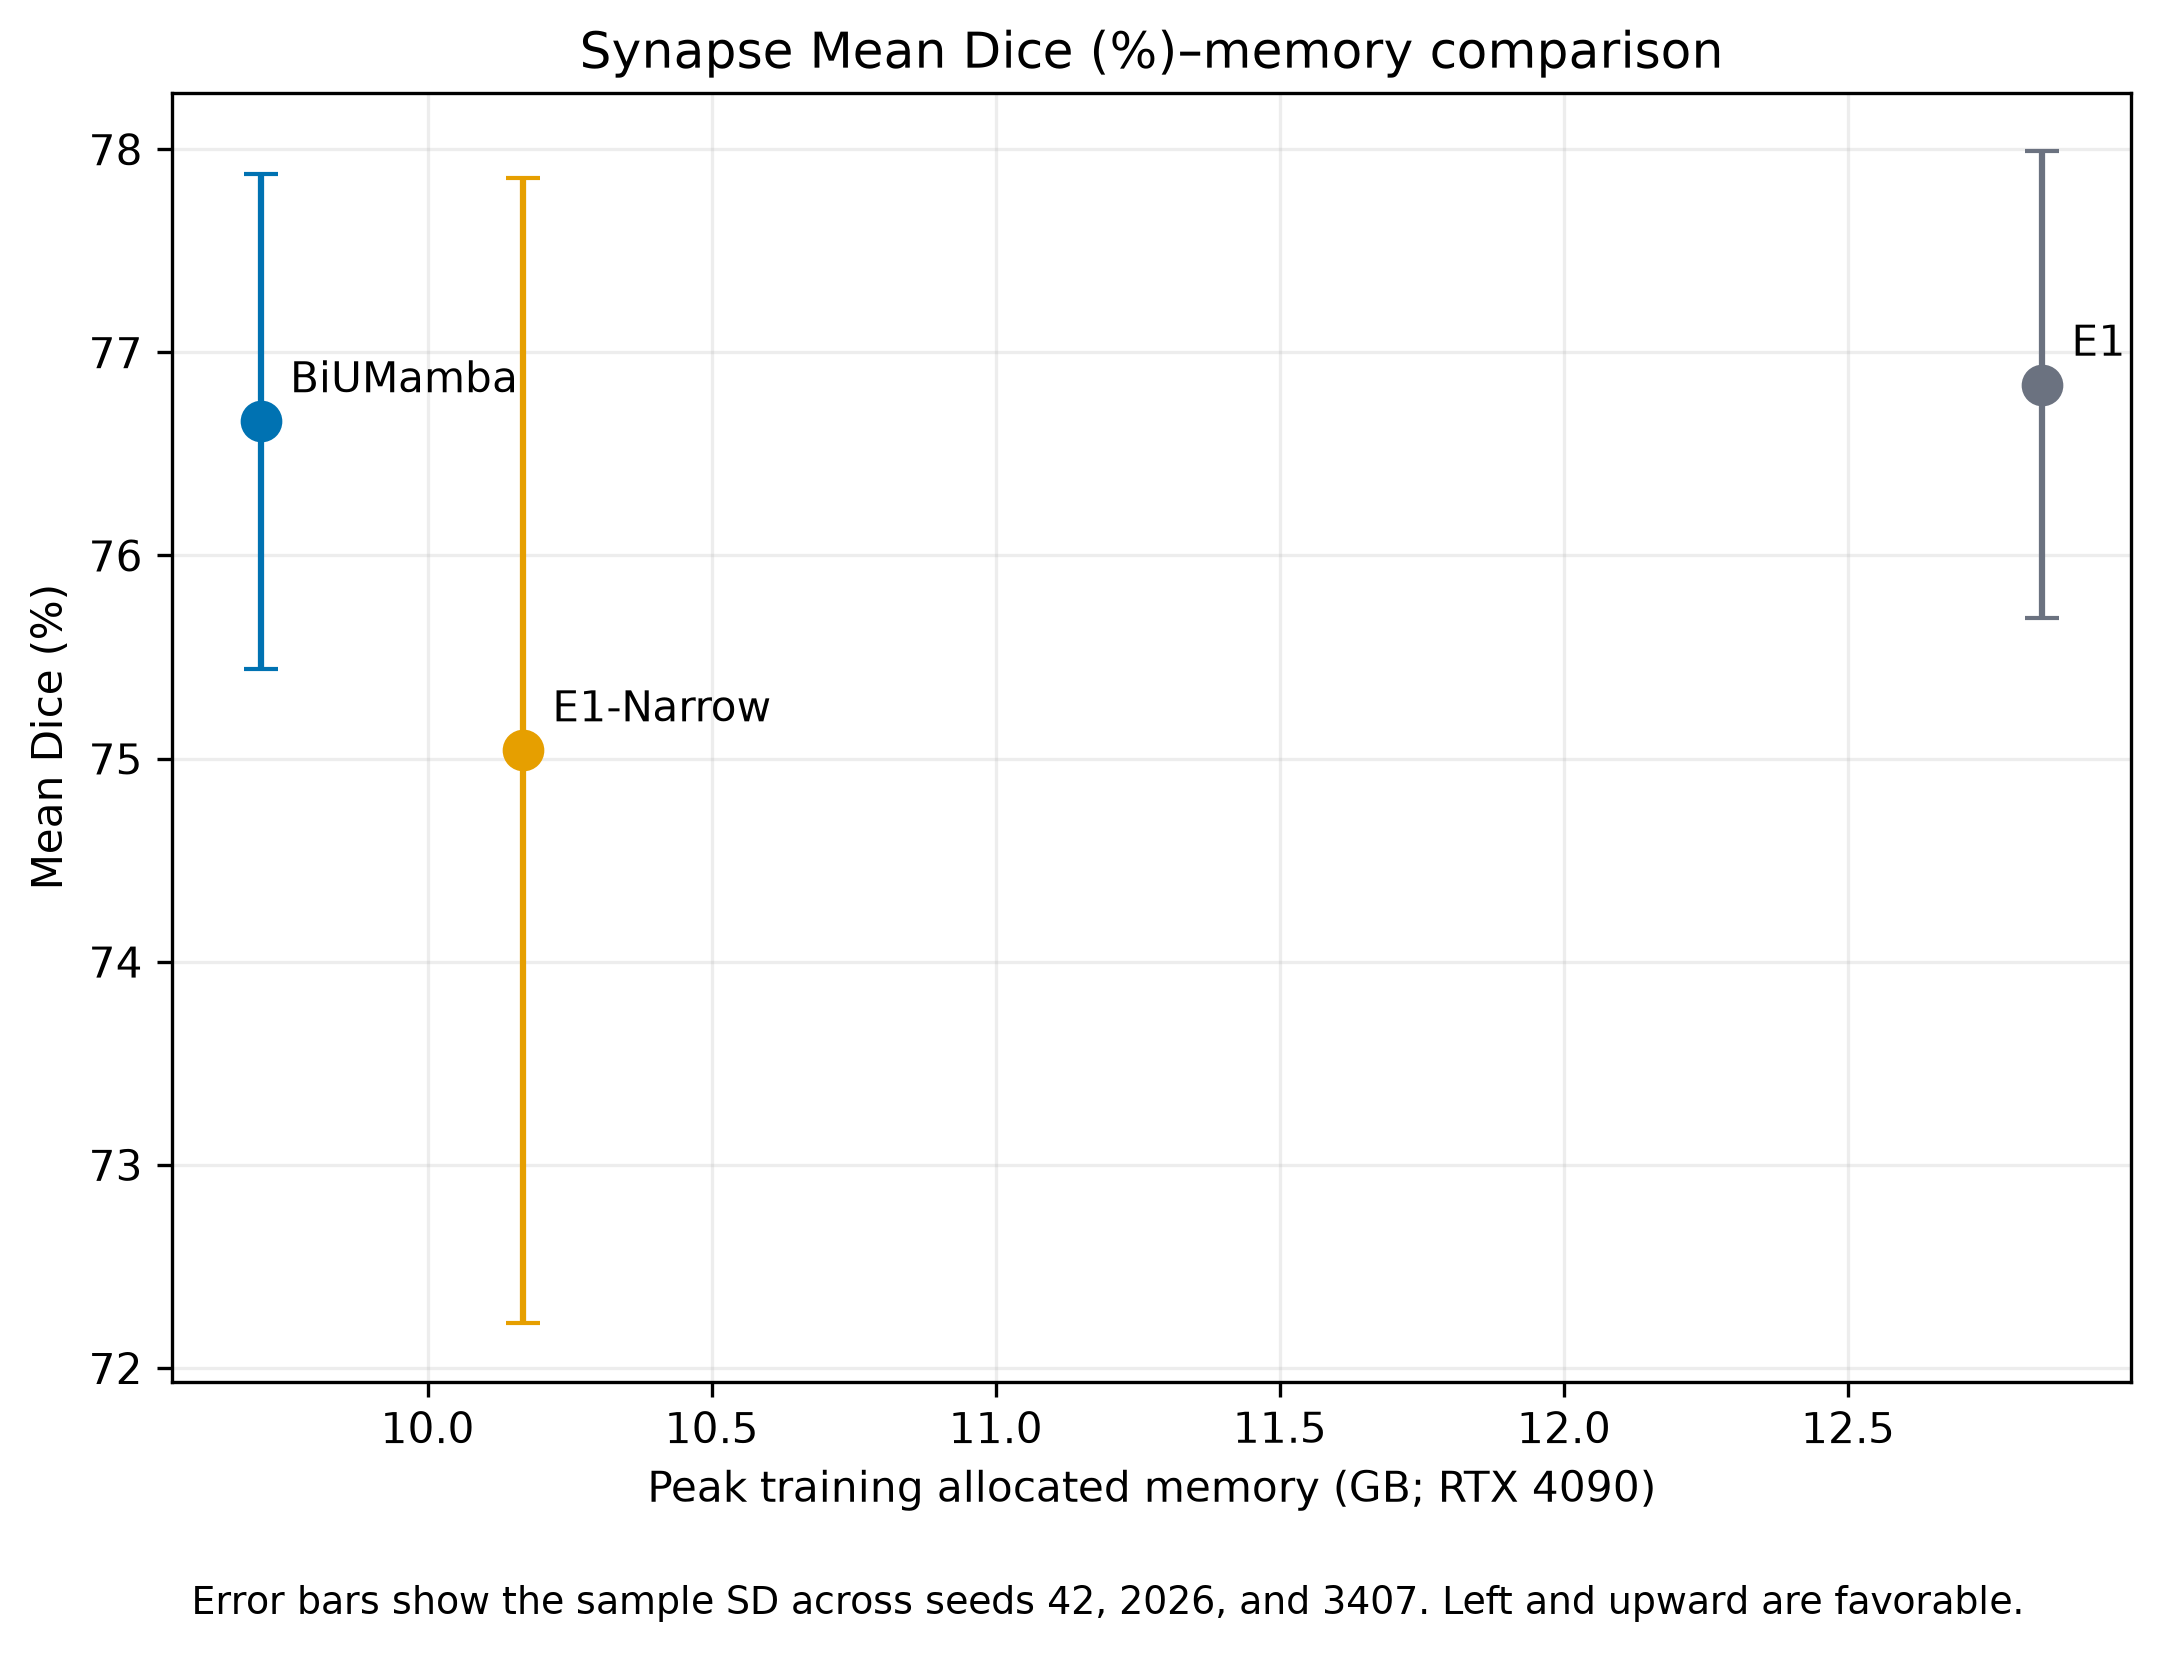 Synapse Mean Dice (%)–memory comparison
78
77
76
75
74
73
72
Mean Dice (%)
BiUMamba
E1-Narrow
E1
10.0 10.5 11.0 11.5 12.0 12.5
Peak training allocated memory (GB; RTX 4090)
Error bars show the sample SD across seeds 42, 2026, and 3407. Left and upward are favorable.